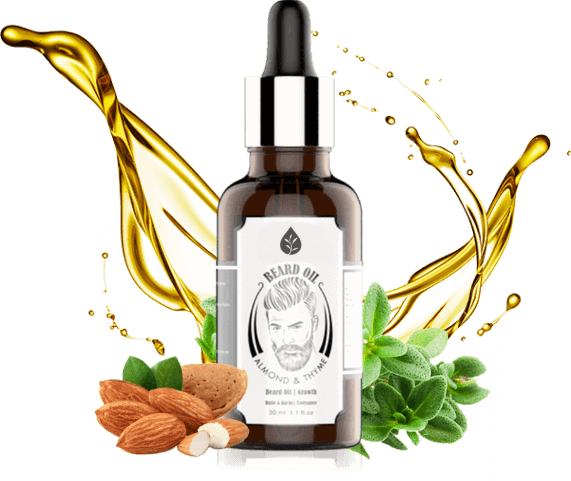 BEARD OIL
ALMOND & THYME
Beard Oil | Growth
30 ml 1.1 fl oz